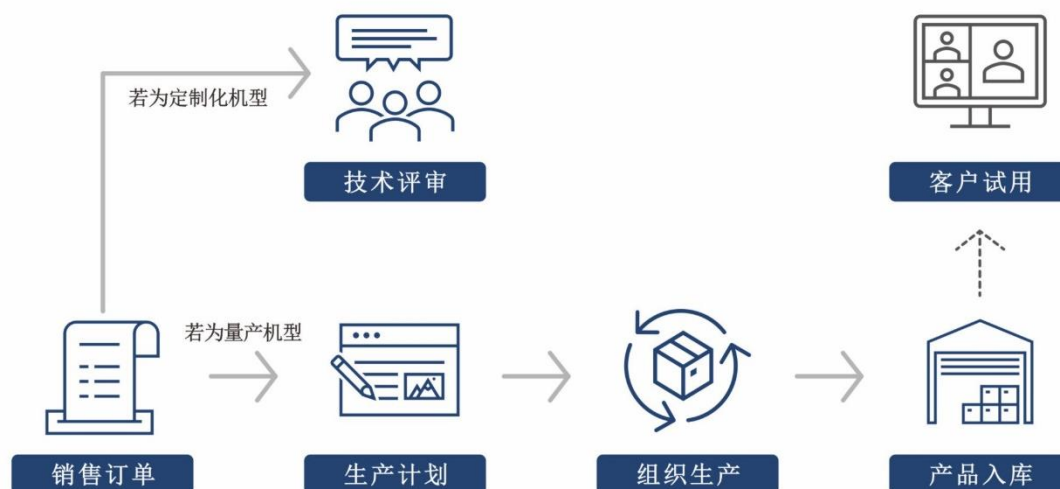 若为定制化机型
技术评审
客户试用
若为量产机型
销售订单
生产计划
组织生产
产品入库